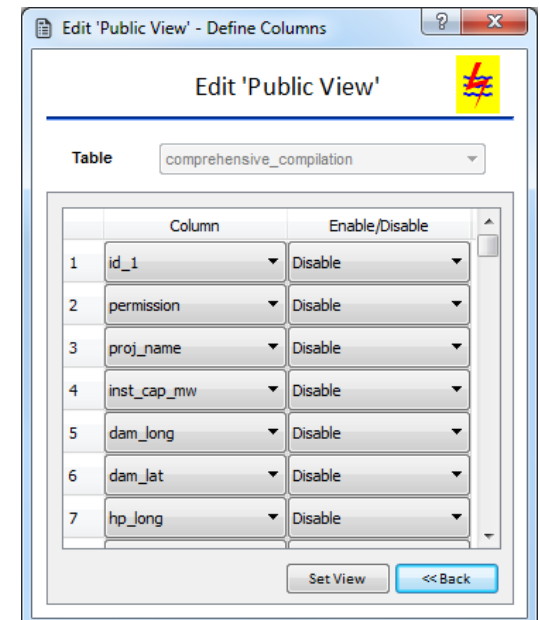 Edit 'Public View' - Define Columns
Edit 'Public View'
Table comprehensive_compilation
Column Enable/Disable
1 id_1 Disable
2 permission Disable
3 proj_name Disable
4 inst_cap_mw Disable
5 dam_long Disable
6 dam_lat Disable
7 hp_long Disable
Set View << Back